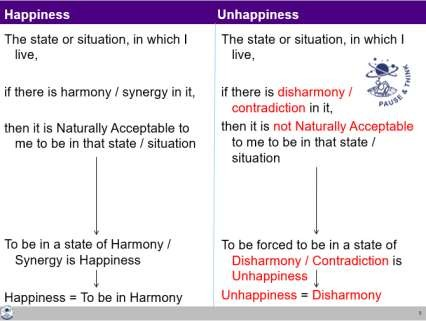 Happiness
The state or situation, in which I
live,
if there is harmony / synergy in it,
then it is Naturally Acceptable to
me to be in that state / situation
To be in a state of Harmony /
Synergy is Happiness
Happiness = To be in Harmony
Unhappiness
The state or situation, in which I
live,
if there is disharmony /
contradiction in it,
then it is not Naturally Acceptable
to me to be in that state /
situation
To be forced to be in a state of
Disharmony / Contradiction is
Unhappiness
Unhappiness = Disharmony
PAUSE & THINK